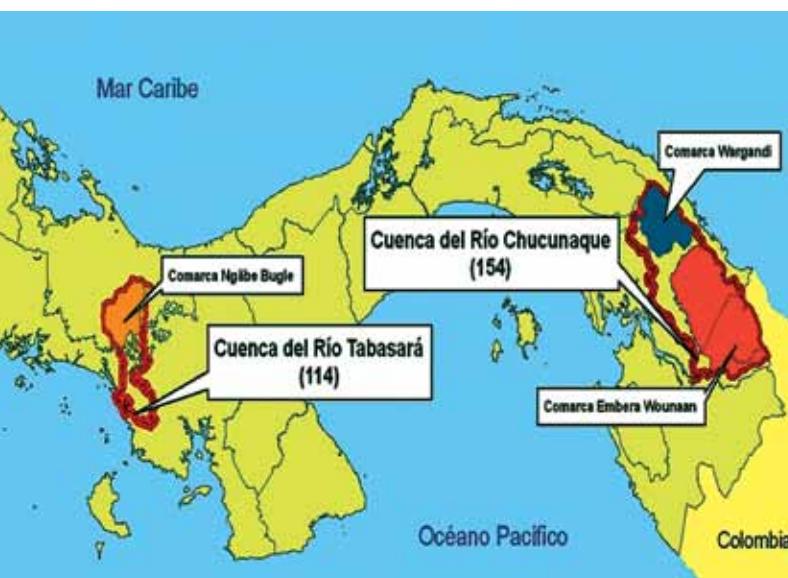 Mar Caribe
Comarca Wargandi
Cuenca del Río Chucunaque
(154)
Comarca Ngäbe Bugle
Cuenca del Río Tabasará
(114)
Comarca Embera Wounaan
Océano Pacífico
Colombia